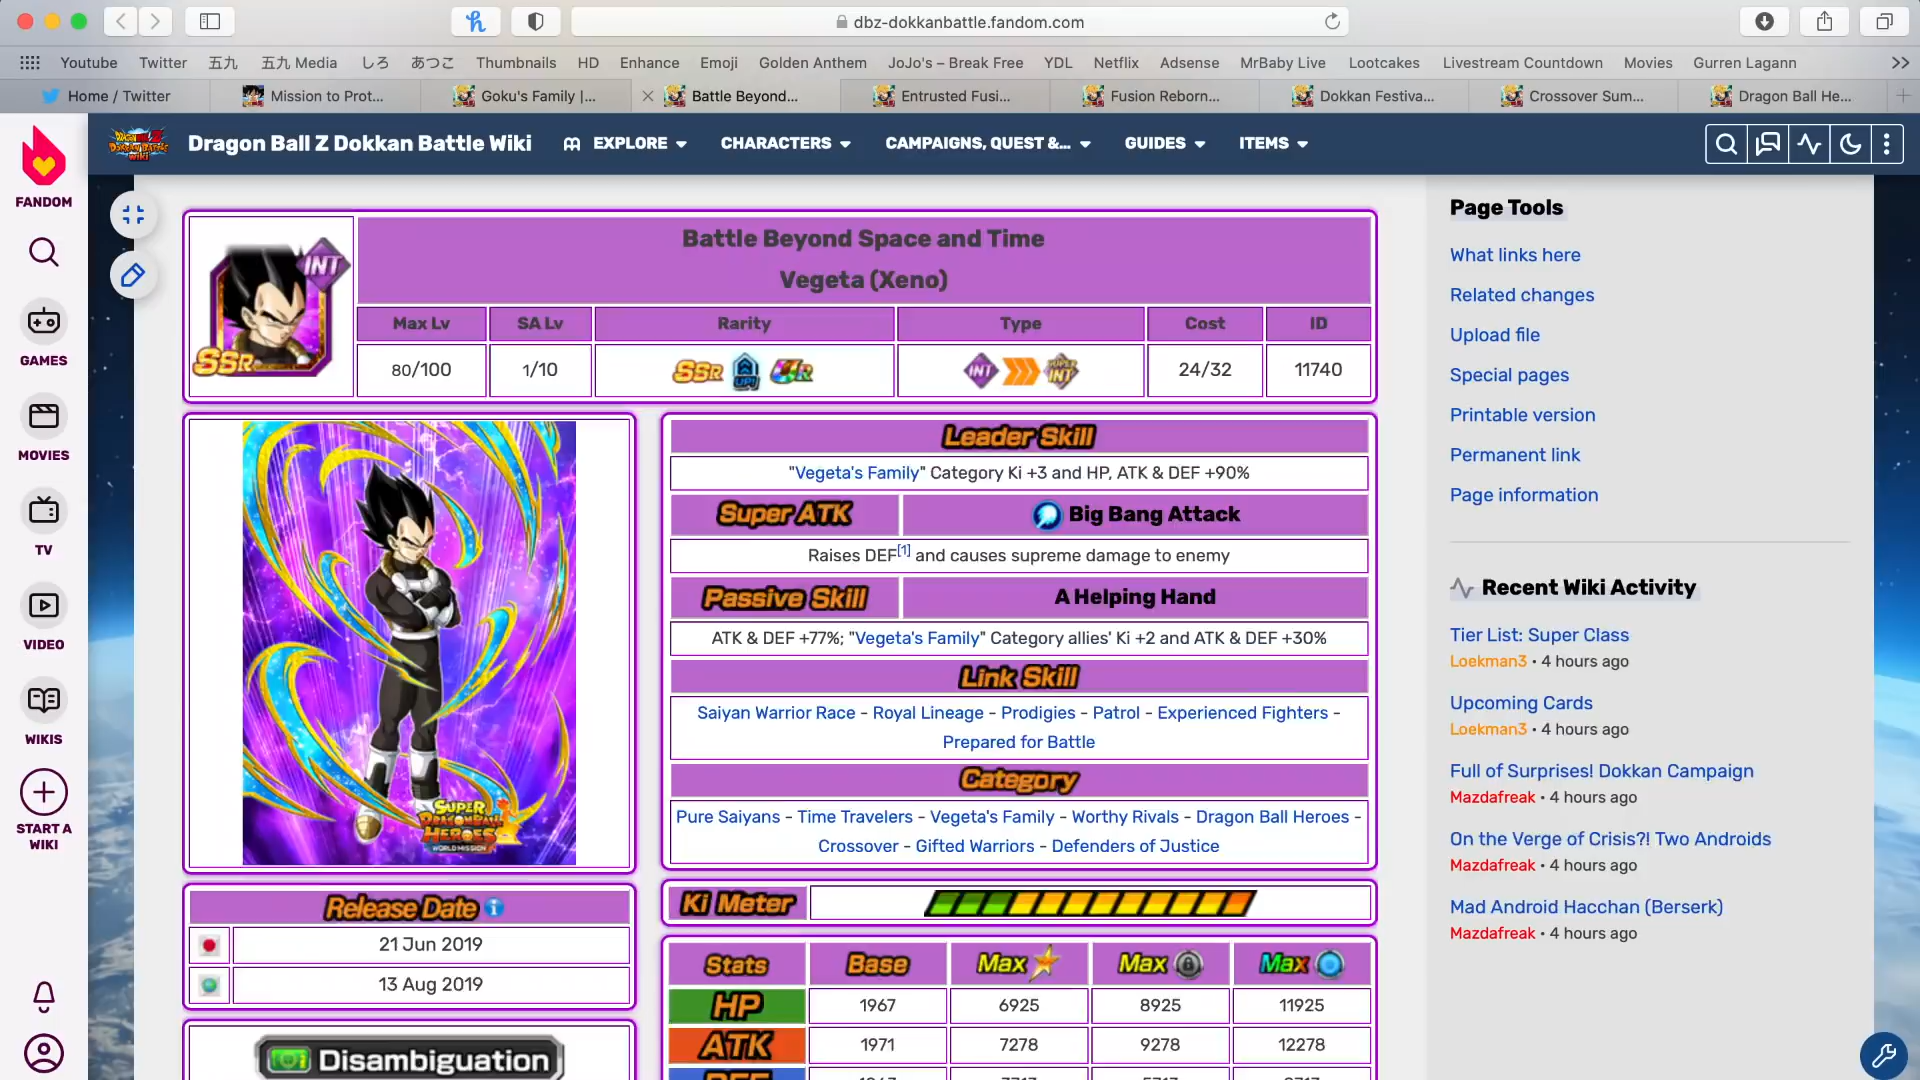 dbz-dokkanbattle.fandom.com
Youtube Twitter 五九 五九 Media しろ あつこ Thumbnails HD Enhance Emoji Golden Anthem JoJo's – Break Free YDL Netflix Adsense MrBaby Live Lootcakes Livestream Countdown Movies Gurren Lagann
Home / Twitter Mission to Prot... Goku's Family |... Battle Beyond... Entrusted Fusi... Fusion Reborn... Dokkan Festiva... Crossover Sum... Dragon Ball He...
Dragon Ball Z Dokkan Battle Wiki EXPLORE CHARACTERS CAMPAIGNS, QUEST &... GUIDES ITEMS
FANDOM
GAMES
MOVIES
TV
VIDEO
WIKIS
START A
WIKI
Battle Beyond Space and Time
Vegeta (Xeno)
INT
SSR
Max Lv SA Lv Rarity Type Cost ID
80/100 1/10 SSR UP! UR INT SUPER INT 24/32 11740
SUPER
DRAGONBALL
HEROES
WORLD MISSION
Leader Skill
"Vegeta's Family" Category Ki +3 and HP, ATK & DEF +90%
Super ATK Big Bang Attack
Raises DEF[1] and causes supreme damage to enemy
Passive Skill A Helping Hand
ATK & DEF +77%; "Vegeta's Family" Category allies' Ki +2 and ATK & DEF +30%
Link Skill
Saiyan Warrior Race - Royal Lineage - Prodigies - Patrol - Experienced Fighters -
Prepared for Battle
Category
Pure Saiyans - Time Travelers - Vegeta's Family - Worthy Rivals - Dragon Ball Heroes -
Crossover - Gifted Warriors - Defenders of Justice
Release Date
21 Jun 2019
13 Aug 2019
Disambiguation
Ki Meter
Stats Base Max Max Max
HP 1967 6925 8925 11925
ATK 1971 7278 9278 12278
Page Tools
What links here
Related changes
Upload file
Special pages
Printable version
Permanent link
Page information
Recent Wiki Activity
Tier List: Super Class
Loekman3 • 4 hours ago
Upcoming Cards
Loekman3 • 4 hours ago
Full of Surprises! Dokkan Campaign
Mazdafreak • 4 hours ago
On the Verge of Crisis?! Two Androids
Mazdafreak • 4 hours ago
Mad Android Hacchan (Berserk)
Mazdafreak • 4 hours ago